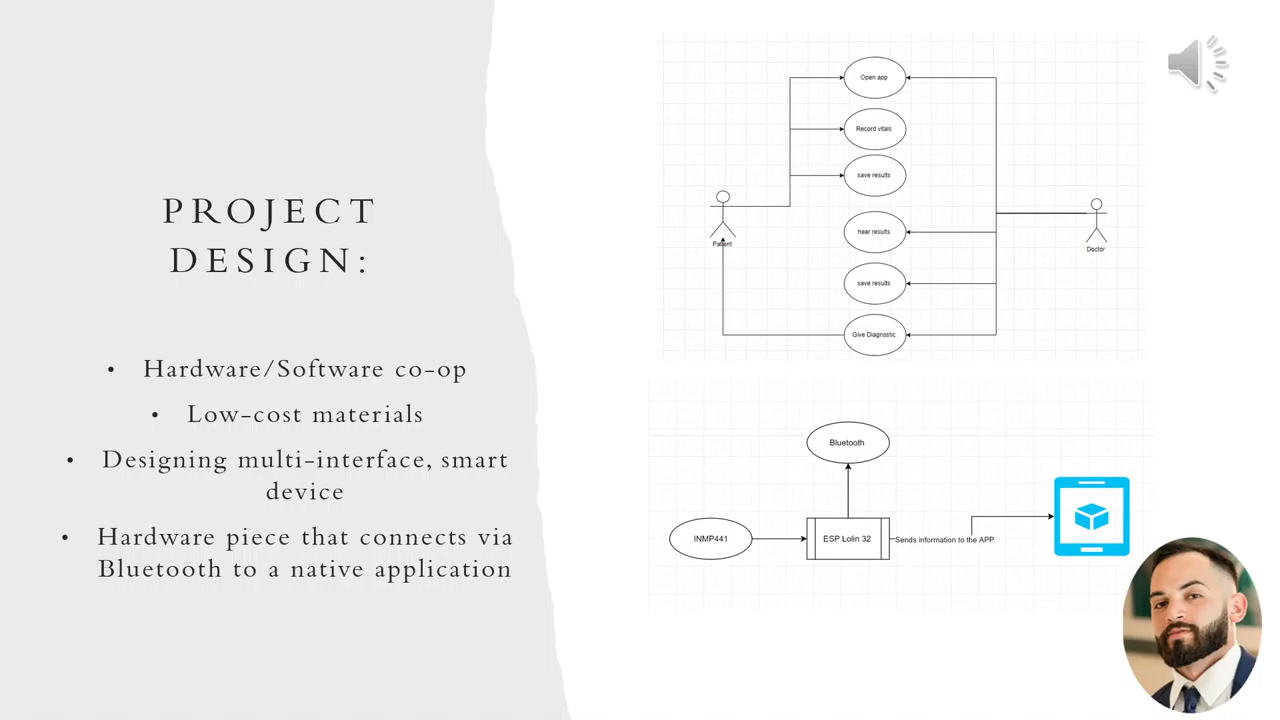 PROJECT
DESIGN:
• Hardware/Software co-op
• Low-cost materials
• Designing multi-interface, smart
device
• Hardware piece that connects via
Bluetooth to a native application
Open app
Record vitals
save results
Patient
hear results
Doctor
save results
Give Diagnostic
Bluetooth
INMP441
ESP Lolin 32
Sends information to the APP